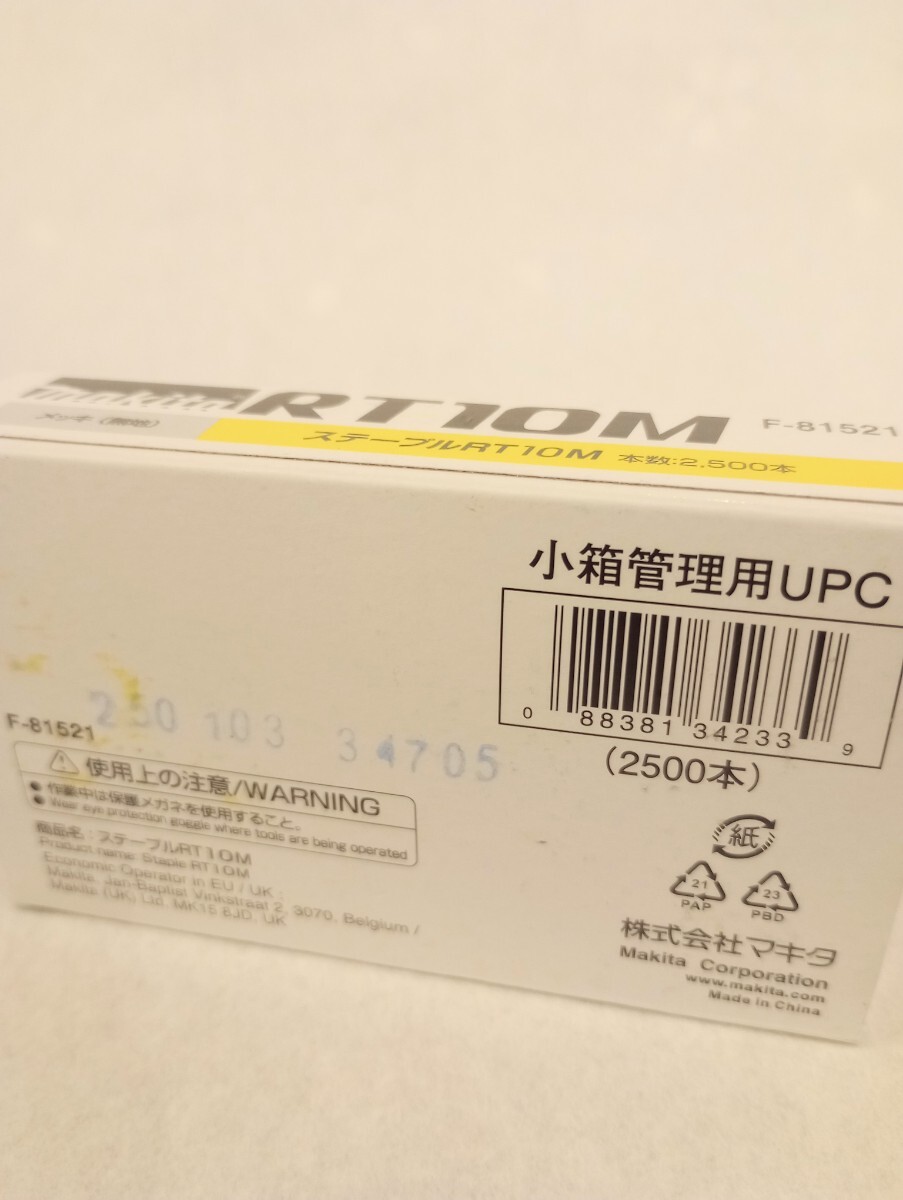 makita RT10M F-81521
メッキ(無地) ステープルRT10M 本数:2,500本
小箱管理用UPC
0 88381 34233 9
(2500本)
230 103 34705
F-81521
使用上の注意/WARNING
● 作業中は保護メガネを使用すること。
● Wear eye protection goggle where tools are being operated
商品名:ステープルRT10M
Product name: Staple RT10M
Economic Operator in EU / UK :
Makita, Jan-Baptist Vinkstraat 2, 3070, Belgium /
Makita (UK) Ltd. MK15 8JD, UK
紙
21
PAP
23
PBD
株式会社マキタ
Makita Corporation
www.makita.com
Made in China